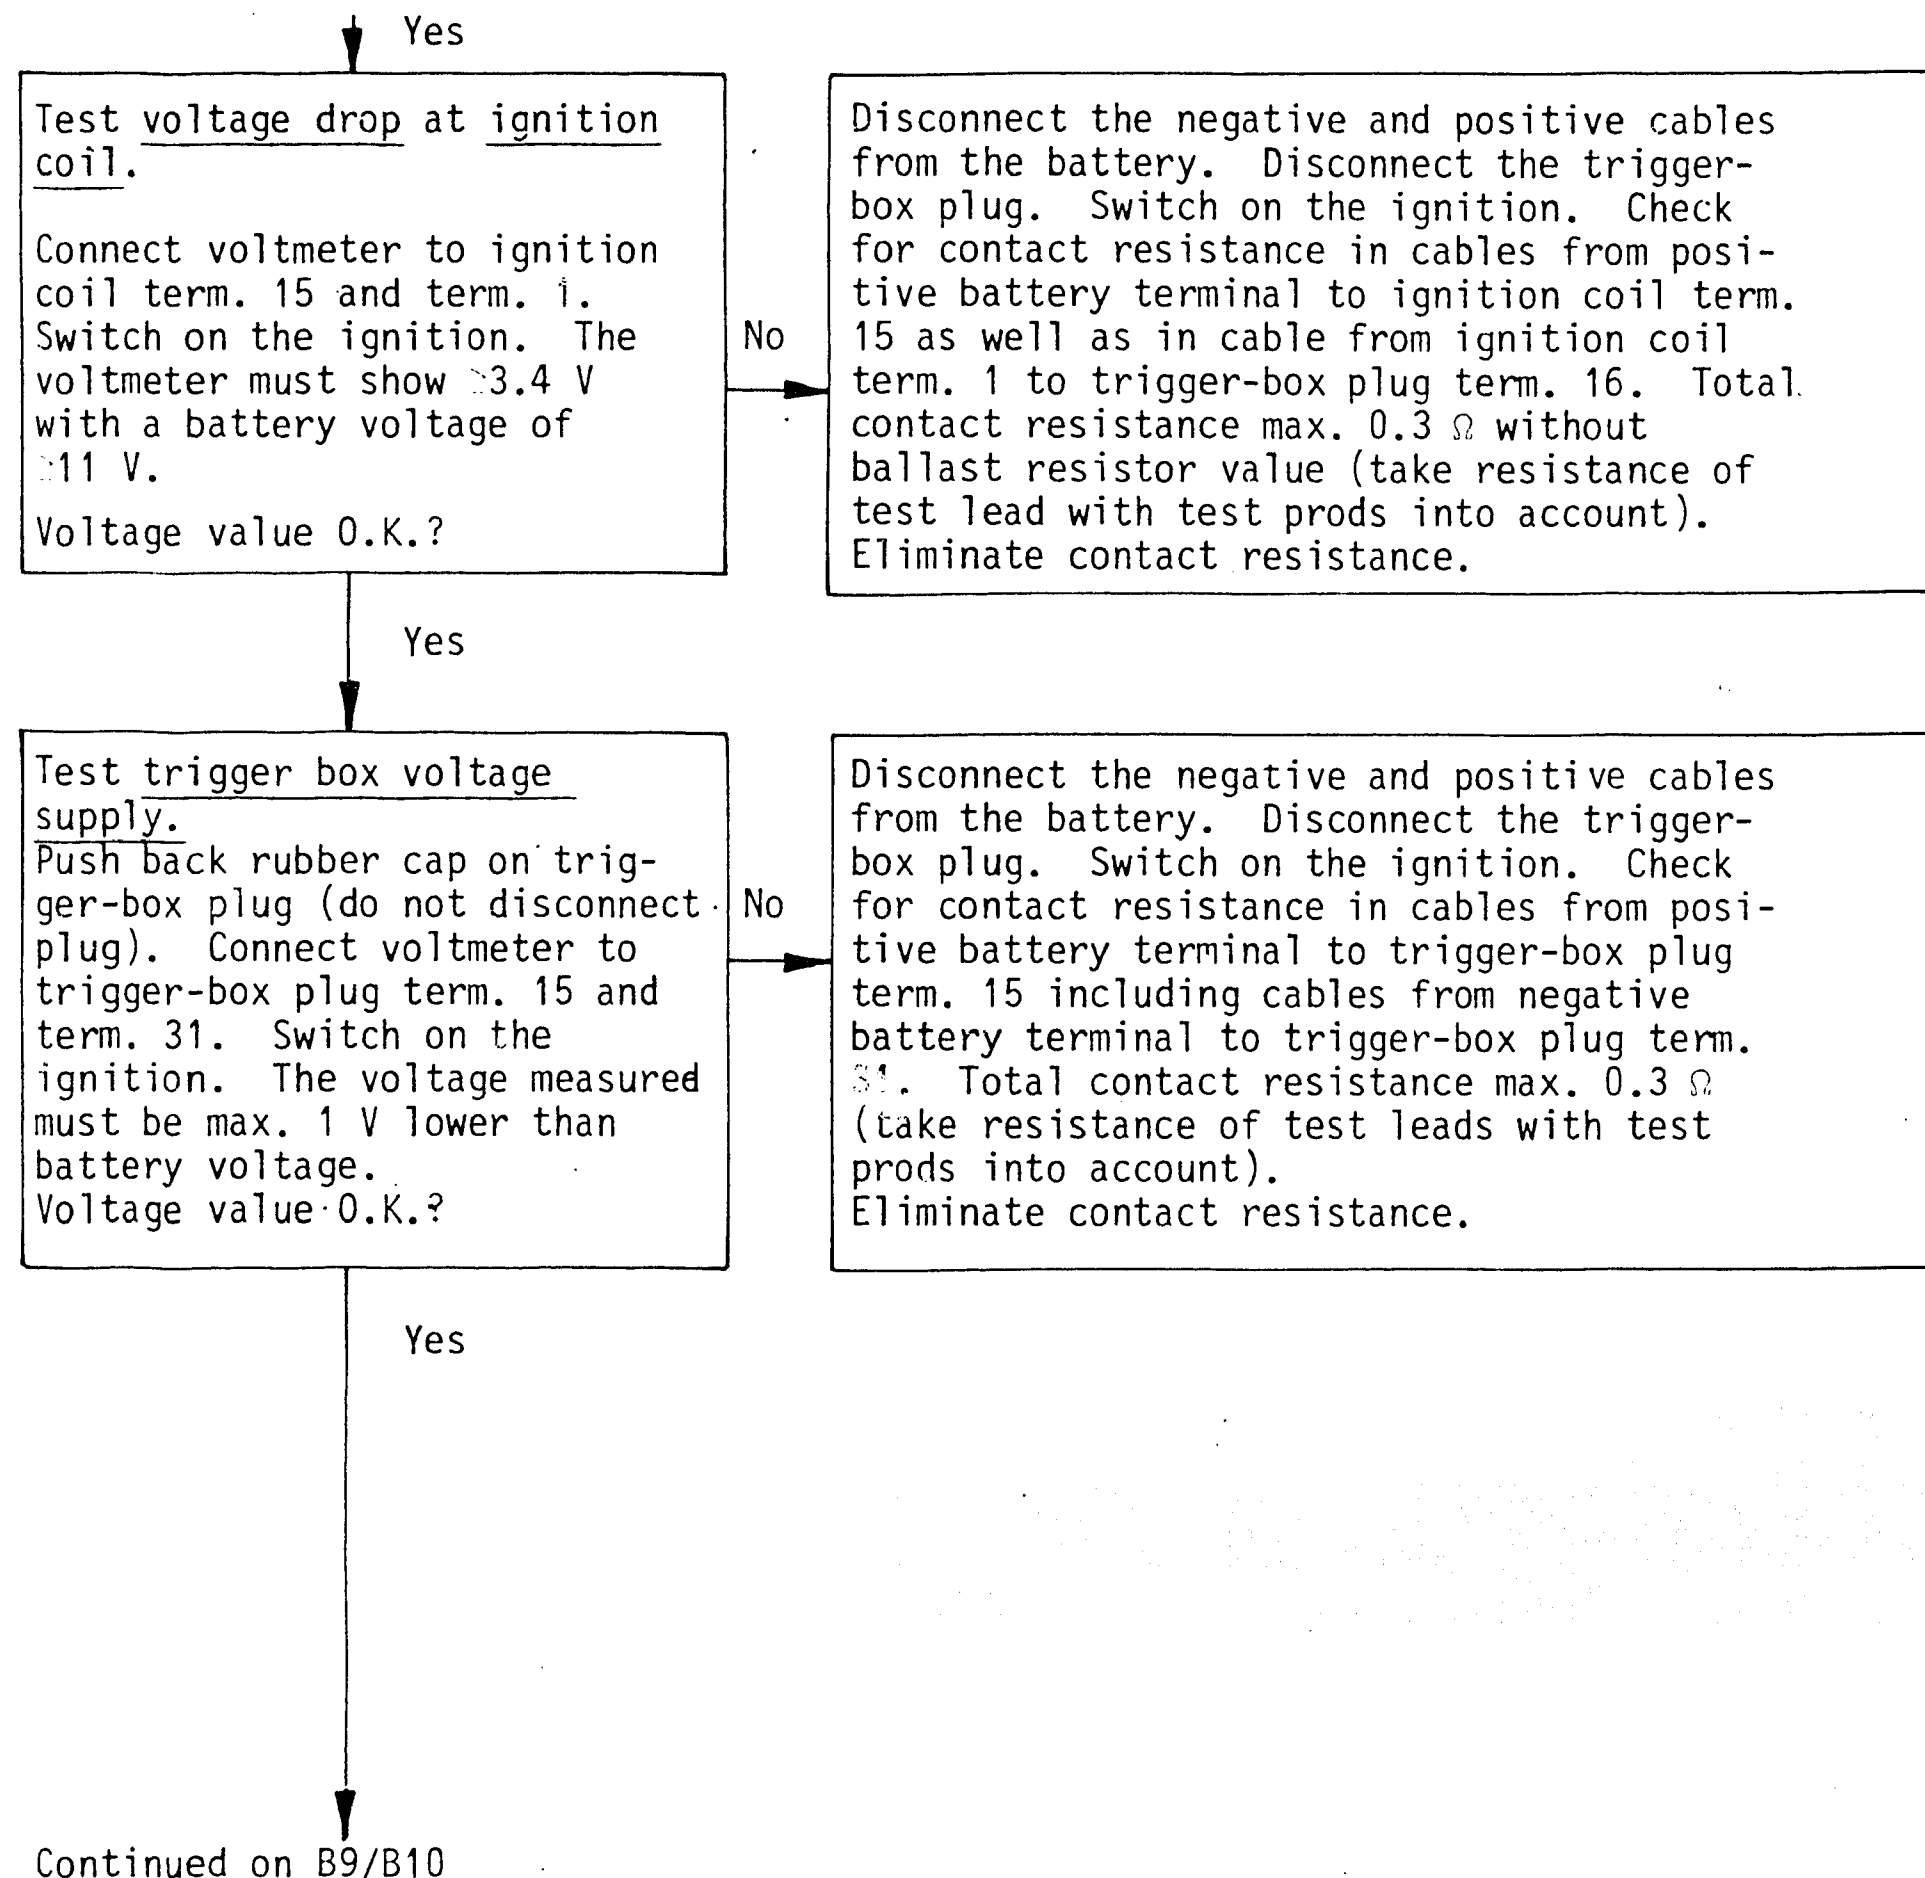 Yes
Test voltage drop at ignition
coil.
Connect voltmeter to ignition
coil term. 15 and term. 1.
Switch on the ignition. The
voltmeter must show 3.4 V
with a battery voltage of
11 V.
Voltage value O.K.?
No
Disconnect the negative and positive cables
from the battery. Disconnect the trigger-
box plug. Switch on the ignition. Check
for contact resistance in cables from posi-
tive battery terminal to ignition coil term.
15 as well as in cable from ignition coil
term. 1 to trigger-box plug term. 16. Total
contact resistance max. 0.3 Ω without
ballast resistor value (take resistance of
test lead with test prods into account).
Eliminate contact resistance.
Yes
Test trigger box voltage
supply.
Push back rubber cap on trig-
ger-box plug (do not disconnect
plug). Connect voltmeter to
trigger-box plug term. 15 and
term. 31. Switch on the
ignition. The voltage measured
must be max. 1 V lower than
battery voltage.
Voltage value O.K.?
No
Disconnect the negative and positive cables
from the battery. Disconnect the trigger-
box plug. Switch on the ignition. Check
for contact resistance in cables from posi-
tive battery terminal to trigger-box plug
term. 15 including cables from negative
battery terminal to trigger-box plug term.
31. Total contact resistance max. 0.3 Ω
(take resistance of test leads with test
prods into account).
Eliminate contact resistance.
Yes
Continued on B9/B10